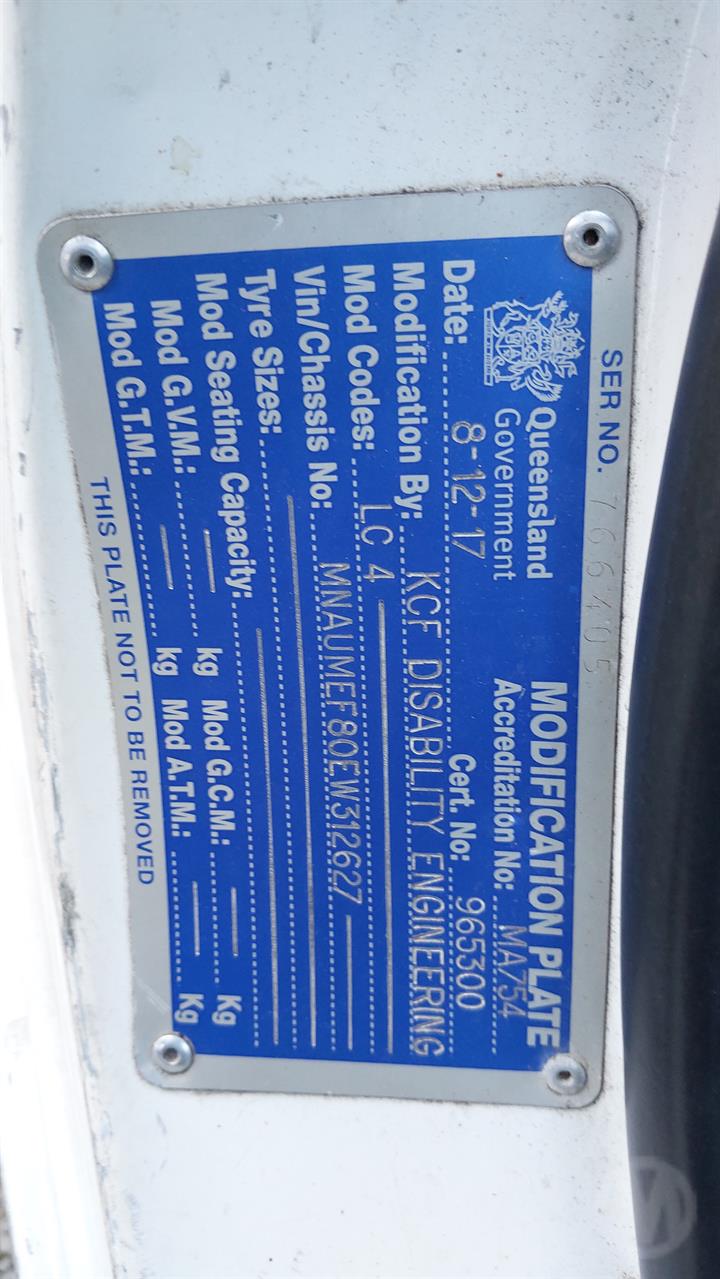 SER NO. 766405
Queensland Government MODIFICATION PLATE
Accreditation No: MA754
Date: 8-12-17 Cert. No: 965300
Modification By: KCF DISABILITY ENGINEERING
Mod Codes: LC 4
Vin/Chassis No: MNAUMEF80EW312627
Tyre Sizes:
Mod Seating Capacity:
Mod G.V.M.: — kg Mod G.C.M.: — Kg
Mod G.T.M.: — kg Mod A.T.M.: — Kg
THIS PLATE NOT TO BE REMOVED